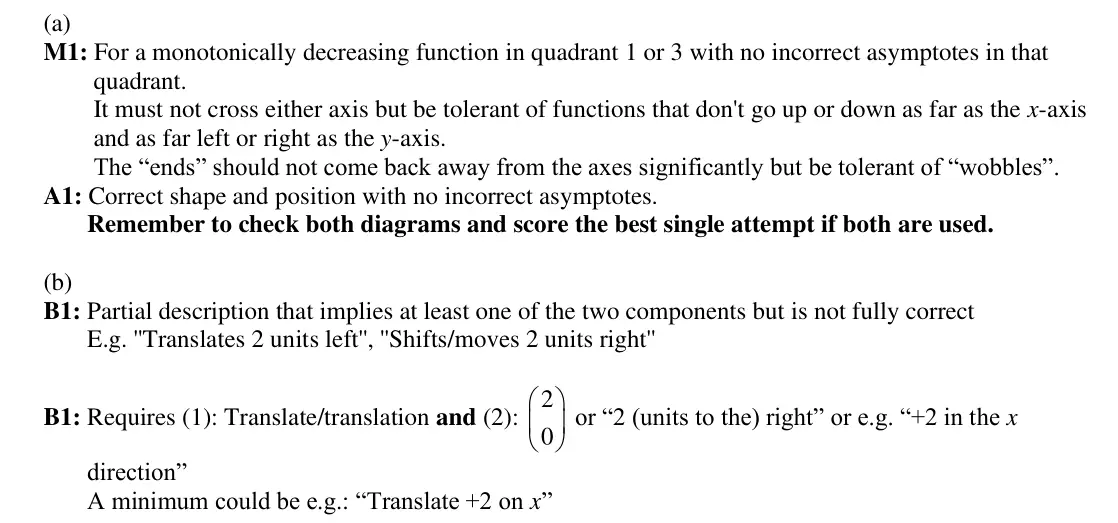 (a)
M1: For a monotonically decreasing function in quadrant 1 or 3 with no incorrect asymptotes in that
quadrant.
It must not cross either axis but be tolerant of functions that don't go up or down as far as the x-axis
and as far left or right as the y-axis.
The “ends” should not come back away from the axes significantly but be tolerant of “wobbles”.
A1: Correct shape and position with no incorrect asymptotes.
Remember to check both diagrams and score the best single attempt if both are used.
(b)
B1: Partial description that implies at least one of the two components but is not fully correct
E.g. "Translates 2 units left", "Shifts/moves 2 units right"
B1: Requires (1): Translate/translation and (2): (2 0) or “2 (units to the) right” or e.g. “+2 in the x
direction”
A minimum could be e.g.: “Translate +2 on x”